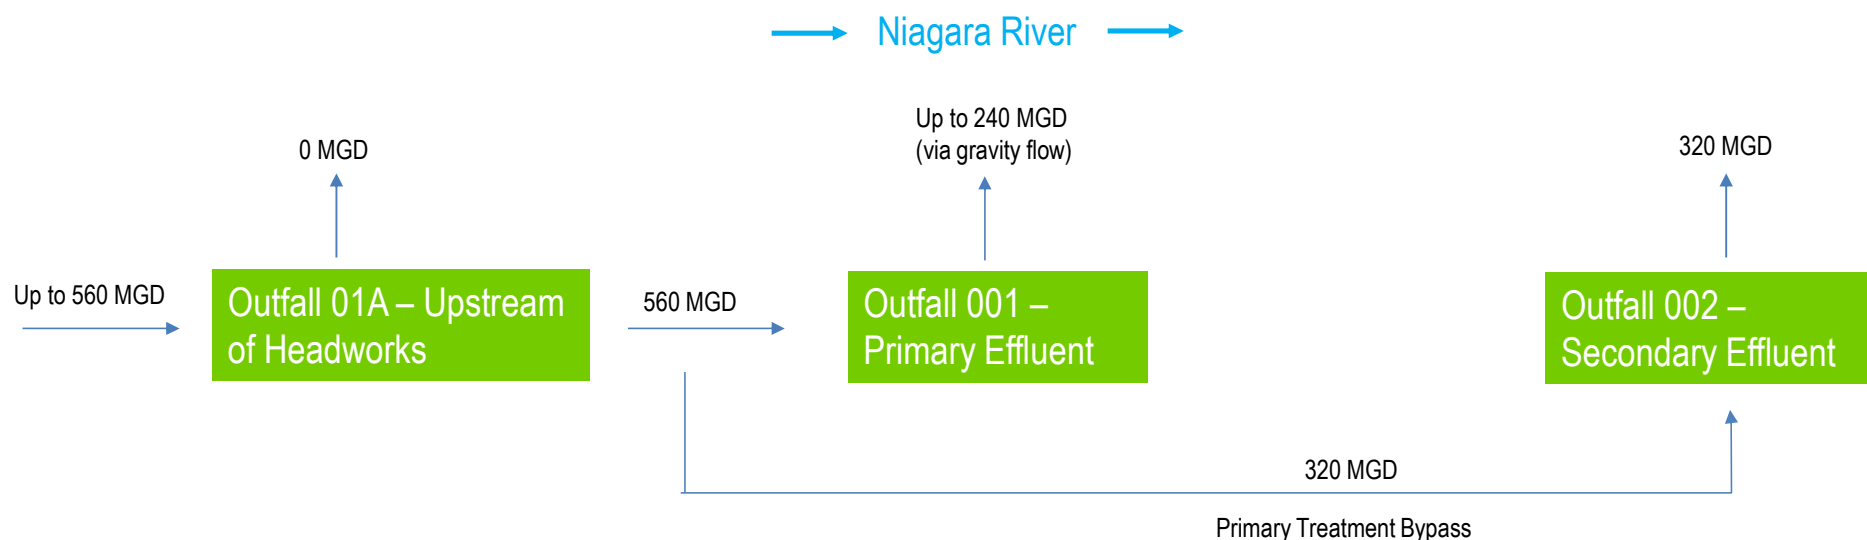 Niagara River
Up to 240 MGD
(via gravity flow)
0 MGD
320 MGD
Up to 560 MGD
Outfall 01A – Upstream
of Headworks
560 MGD
Outfall 001 –
Primary Effluent
Outfall 002 –
Secondary Effluent
320 MGD
Primary Treatment Bypass